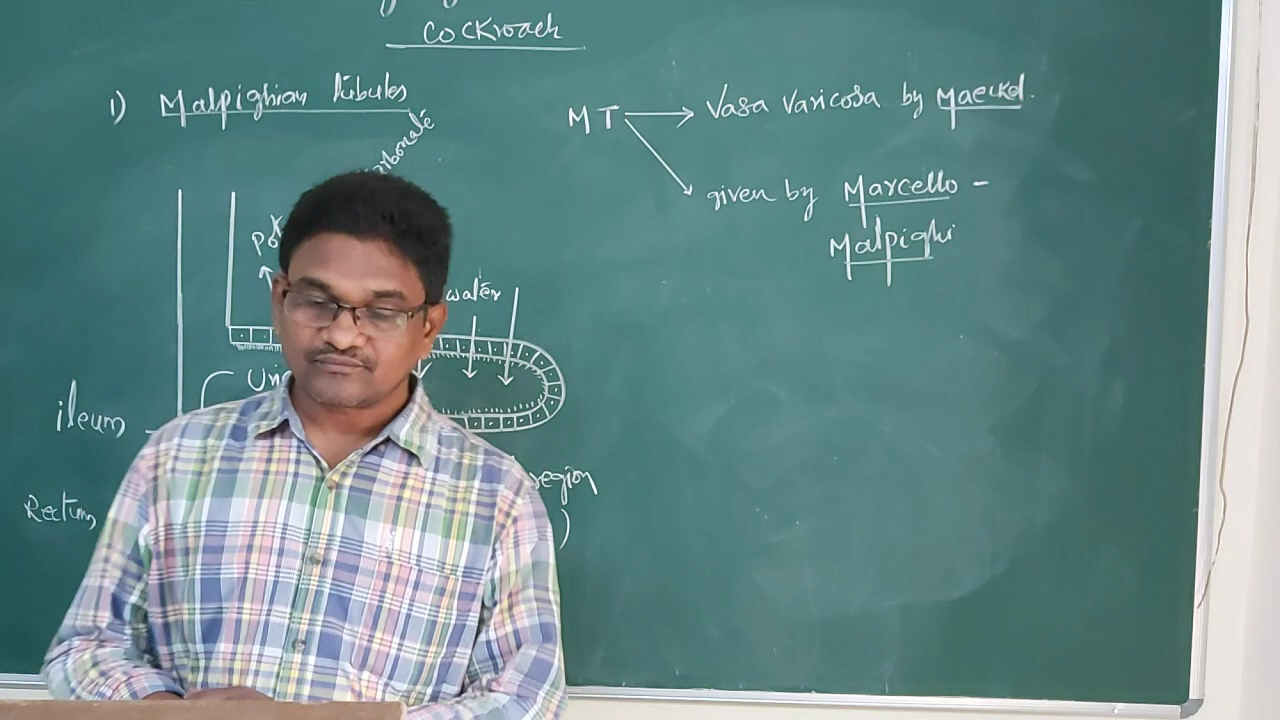 Cockroach
1) Malpighian Tubules
MT → Vasa Varicosa by Maeckel.
given by Marcello -
Malpighi
water
ileum
region
Rectum
)